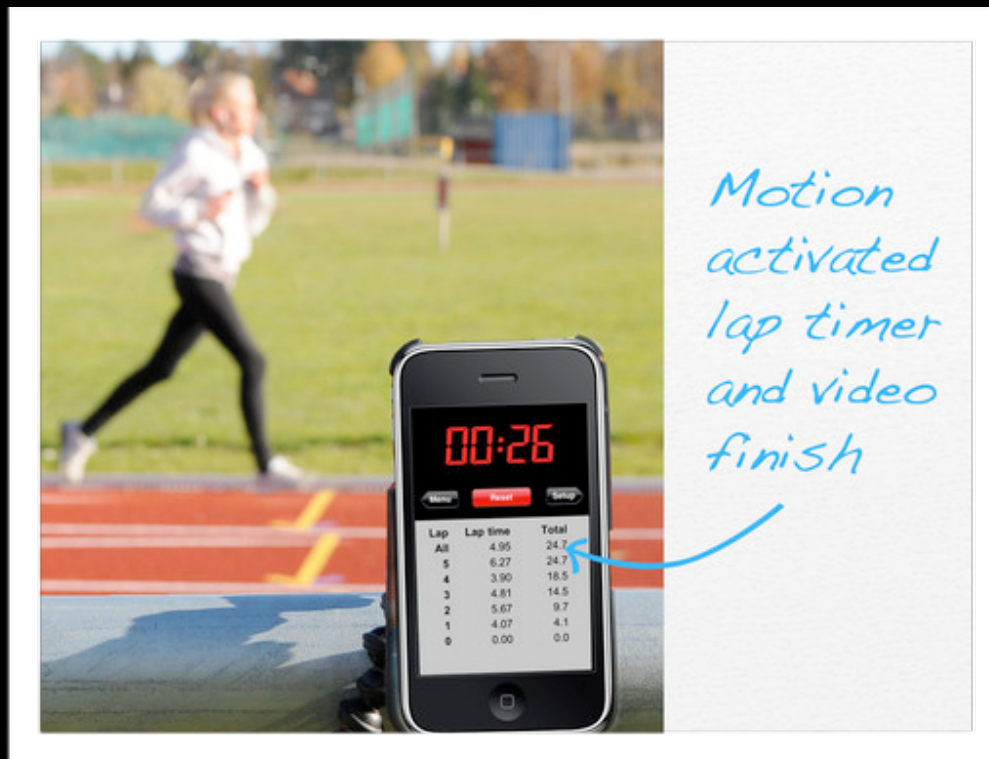 Motion
activated
lap timer
and video
finish
00:26
Menu Reset Setup
Lap Lap time Total
All 4.95 24.7
5 6.27 24.7
4 3.90 18.5
3 4.81 14.5
2 5.67 9.7
1 4.07 4.1
0 0.00 0.0